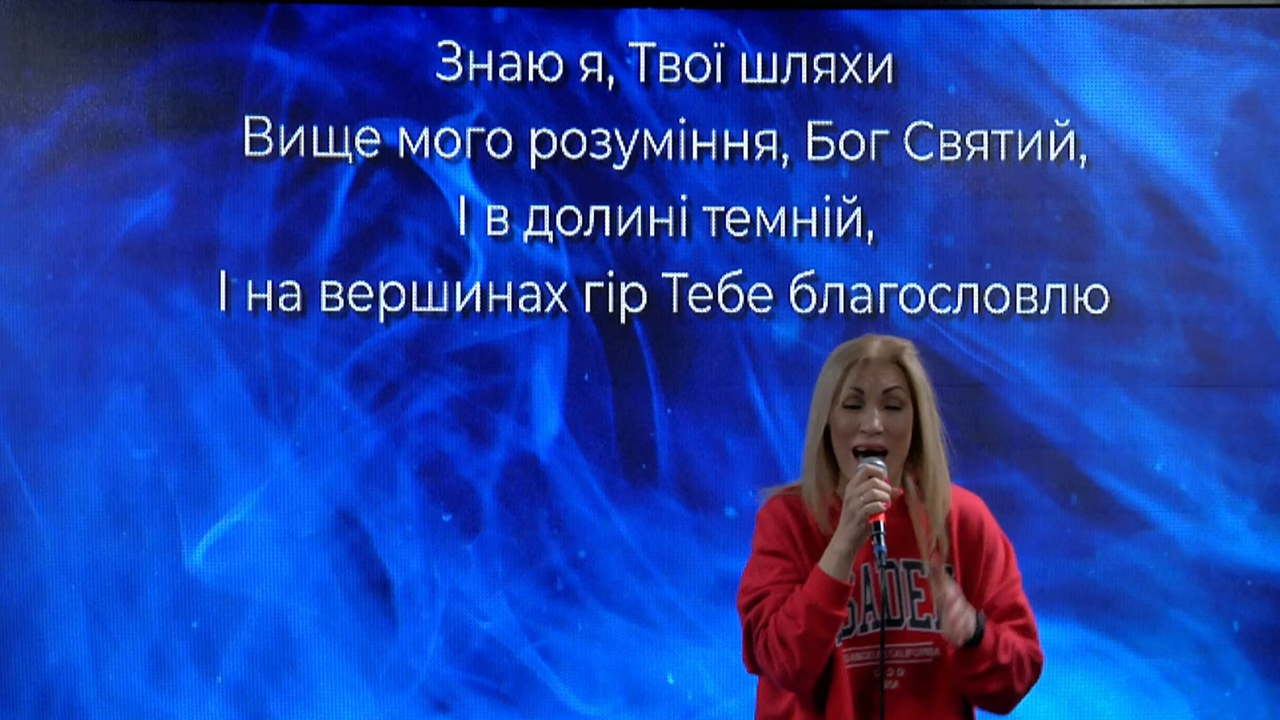 Знаю я, Твої шляхи
Вище мого розуміння, Бог Святий,
І в долині темній,
І на вершинах гір Тебе благословлю